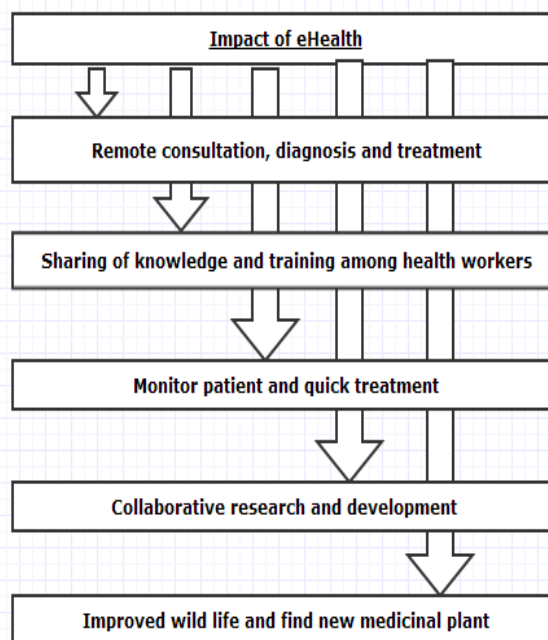 Impact of eHealth
Remote consultation, diagnosis and treatment
Sharing of knowledge and training among health workers
Monitor patient and quick treatment
Collaborative research and development
Improved wild life and find new medicinal plant